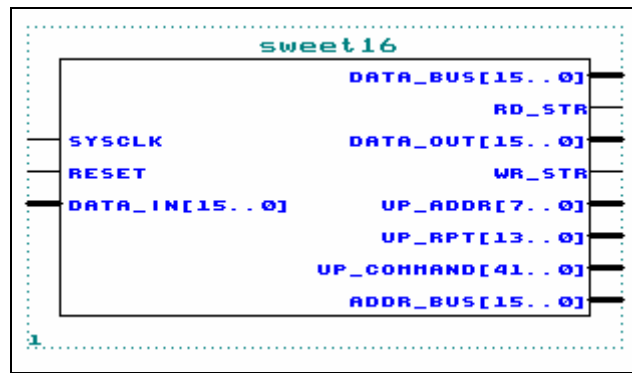 sweet16
DATA_BUS[15..0]
RD_STR
SYSCLK DATA_OUT[15..0]
RESET WR_STR
DATA_IN[15..0] UP_ADDR[7..0]
UP_RPT[13..0]
UP_COMMAND[41..0]
ADDR_BUS[15..0]
1